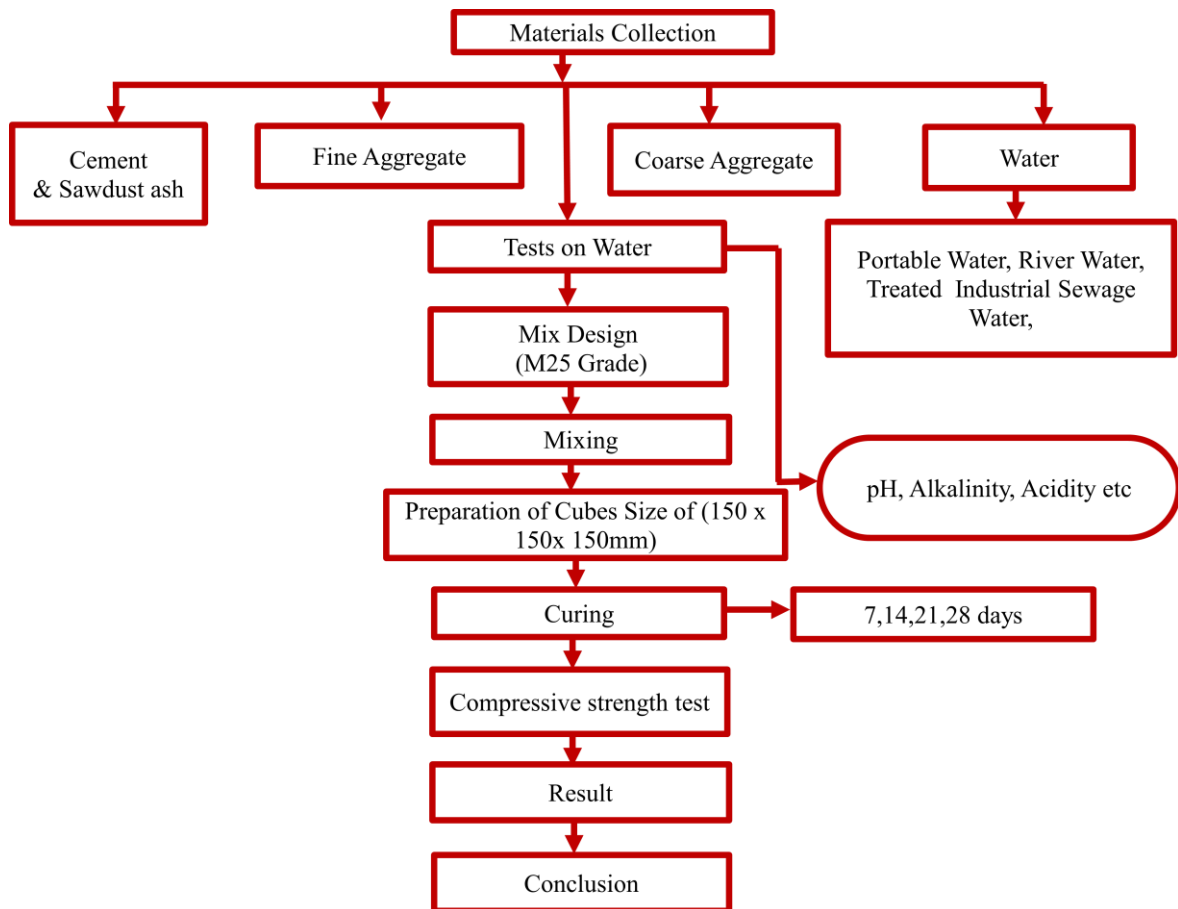 Materials Collection
Cement
& Sawdust ash
Fine Aggregate
Coarse Aggregate
Water
Tests on Water
Portable Water, River Water,
Treated Industrial Sewage
Water,
Mix Design
(M25 Grade)
Mixing
pH, Alkalinity, Acidity etc
Preparation of Cubes Size of (150 x
150x 150mm)
Curing
7,14,21,28 days
Compressive strength test
Result
Conclusion